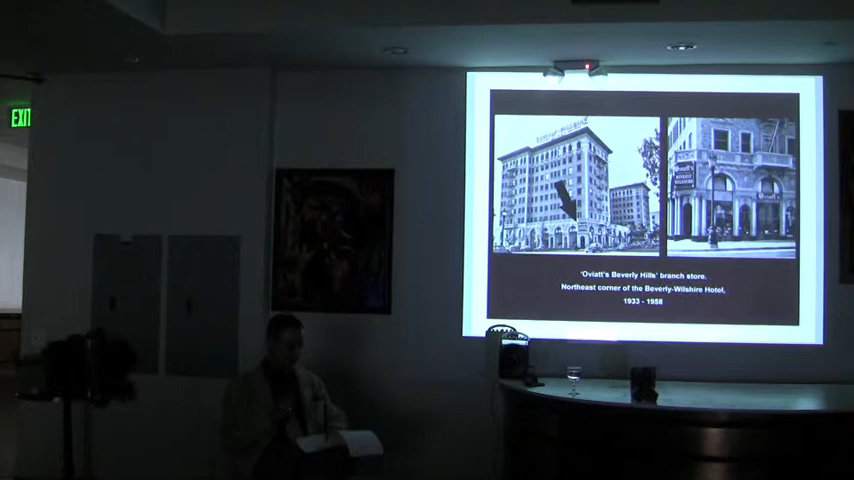 EXIT
'Oviatt's Beverly Hills' branch store.
Northeast corner of the Beverly-Wilshire Hotel,
1933 - 1958